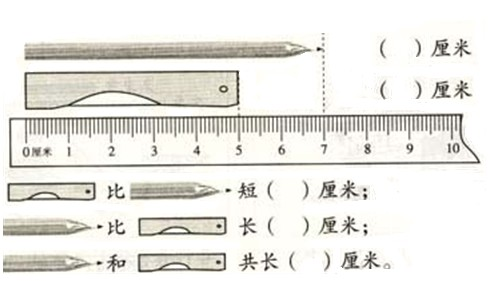 ( ) 厘米
( ) 厘米
0厘米 1 2 3 4 5 6 7 8 9 10
比 短 ( ) 厘米；
比 长 ( ) 厘米；
和 共长 ( ) 厘米。